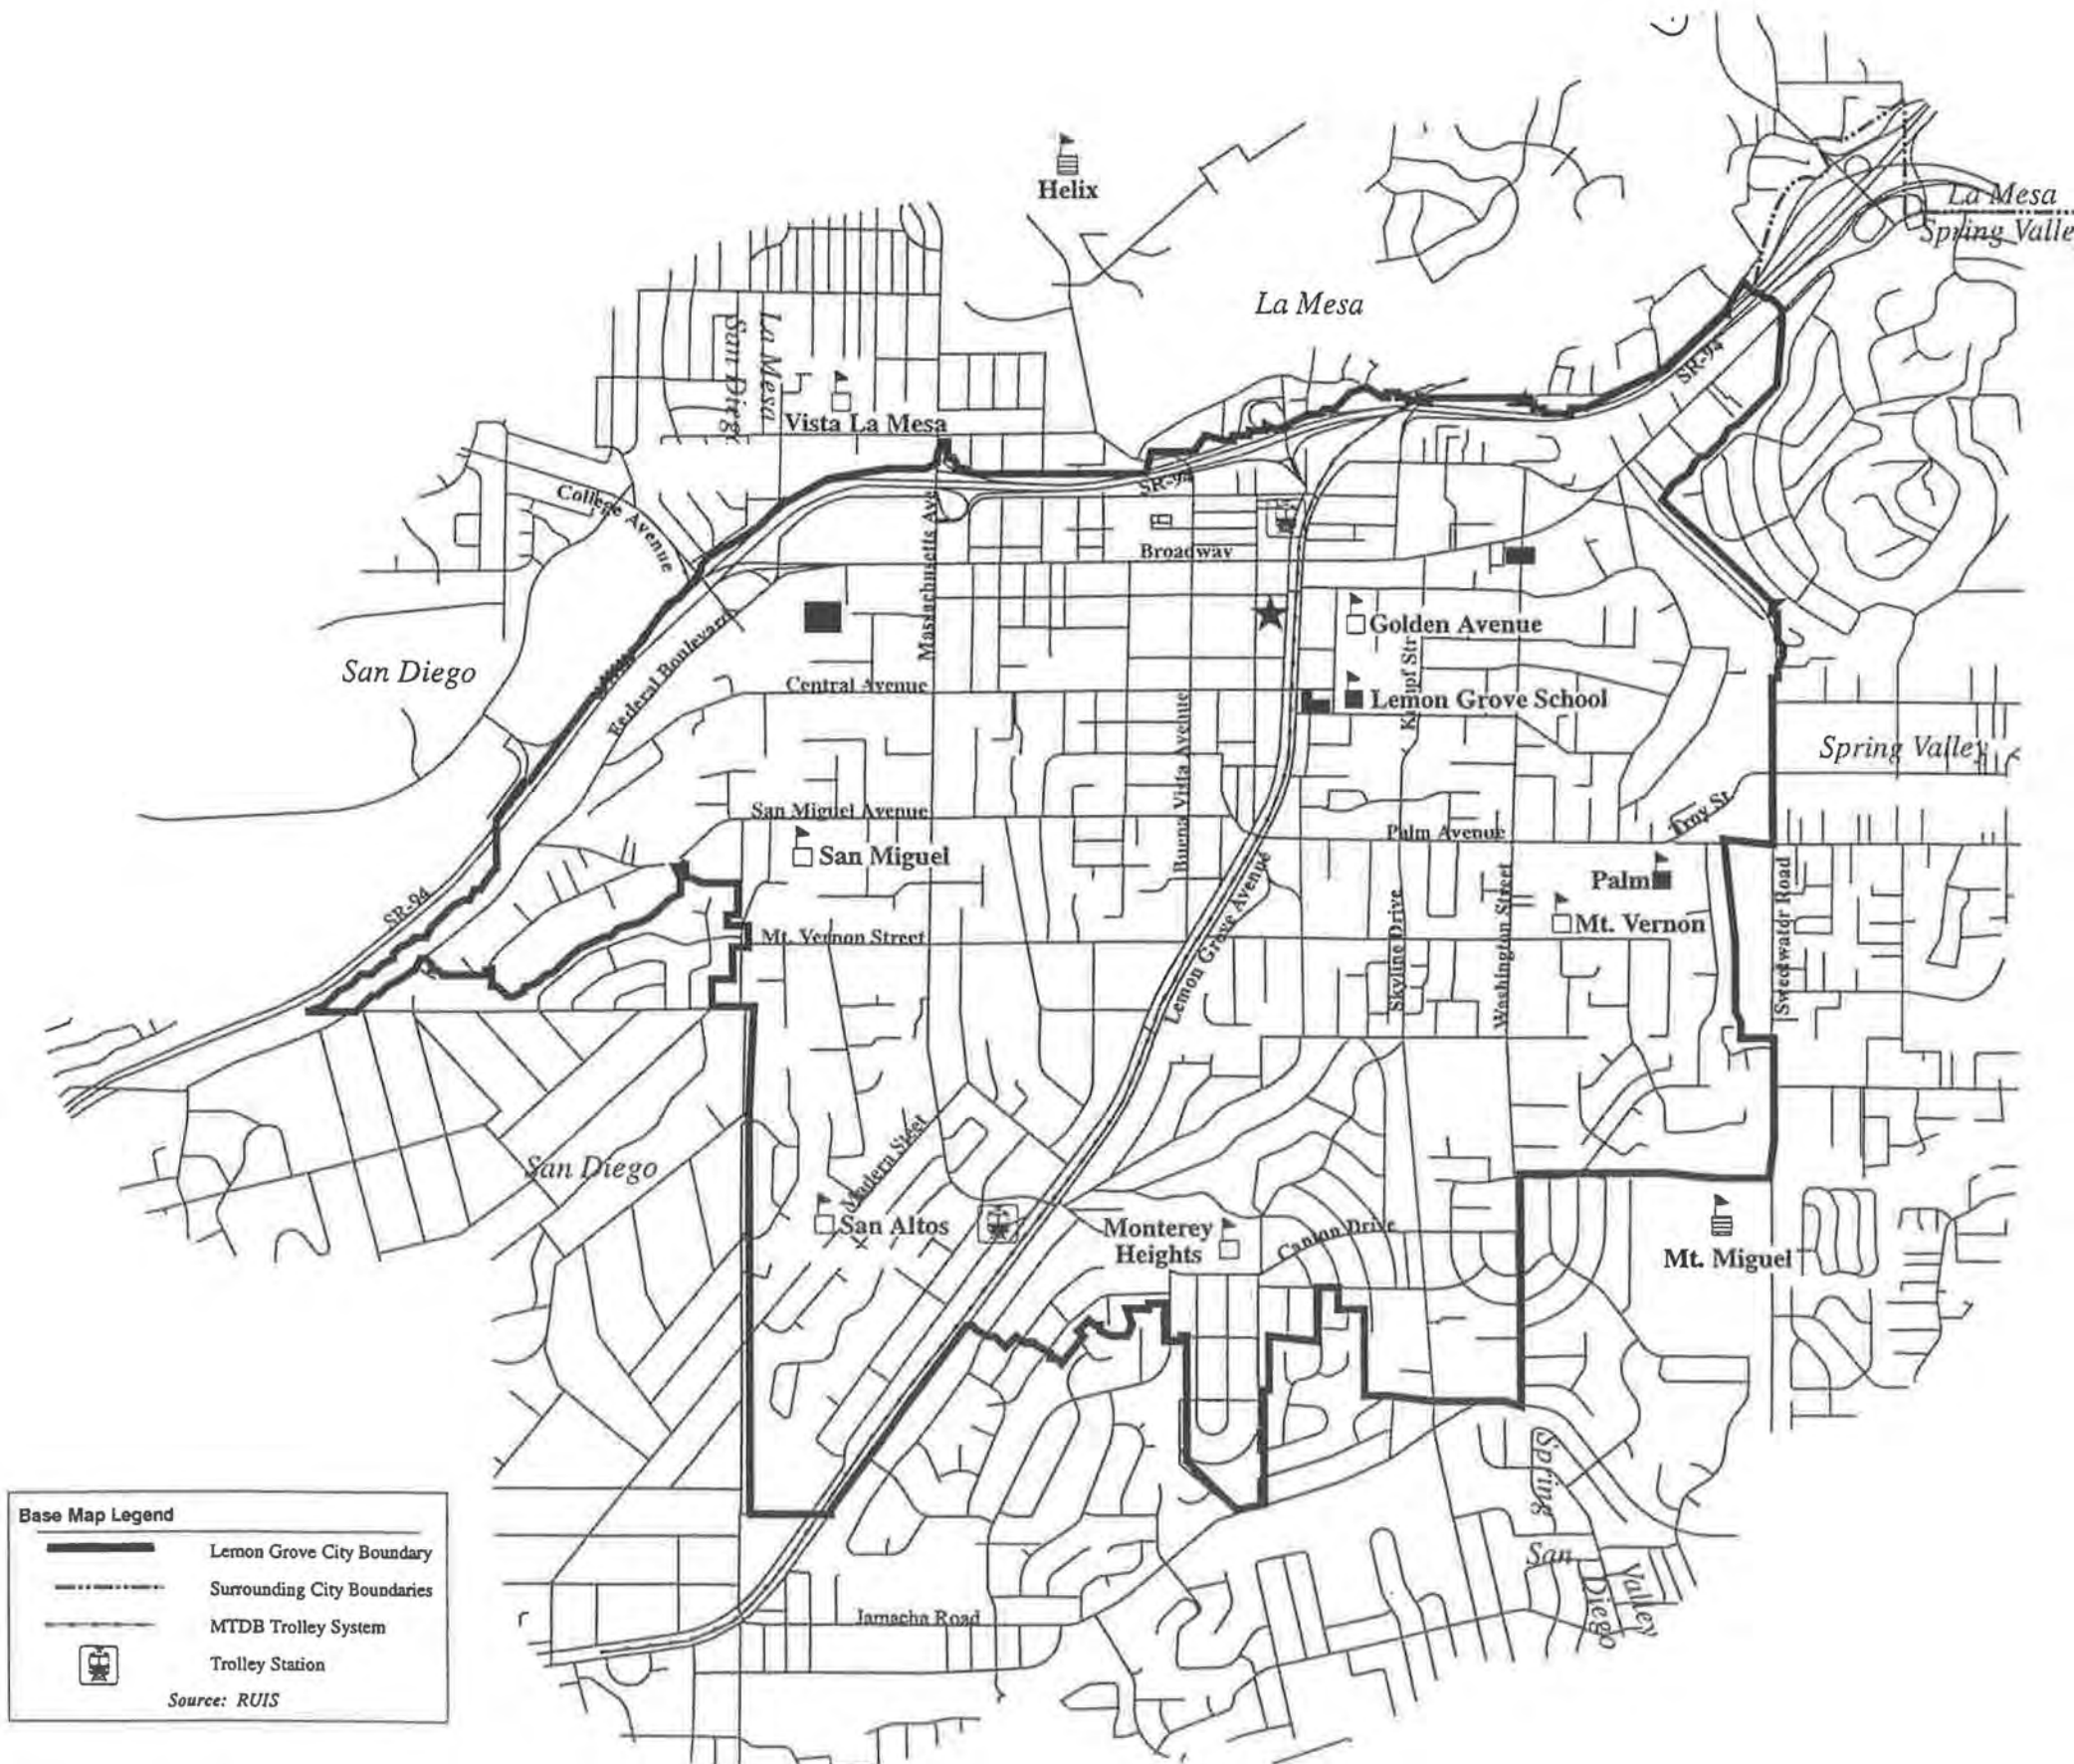 Helix
La Mesa
Spring Valle
La Mesa
La Mesa
San Dieg
SR-94
Vista La Mesa
College Avenue
SR-94
Massachusetts Ave
Broadway
Golden Avenue
San Diego
Federal Boulevard
Central Avenue
Lemon Grove School
Buena Vista Avenue
Spring Valley
San Miguel Avenue
Palm Avenue
Troy St.
San Miguel
Palm
SR-94
Mt. Vernon
Mt. Vernon Street
Lemon Grove Avenue
Skyline Drive
Washington Street
Sweetwater Road
San Diego
Madera Street
San Altos
Monterey
Heights
Canton Drive
Mt. Miguel
Spring
Valley
San
Diego
Jamacha Road
Base Map Legend
Lemon Grove City Boundary
Surrounding City Boundaries
MTDB Trolley System
Trolley Station
Source: RUIS